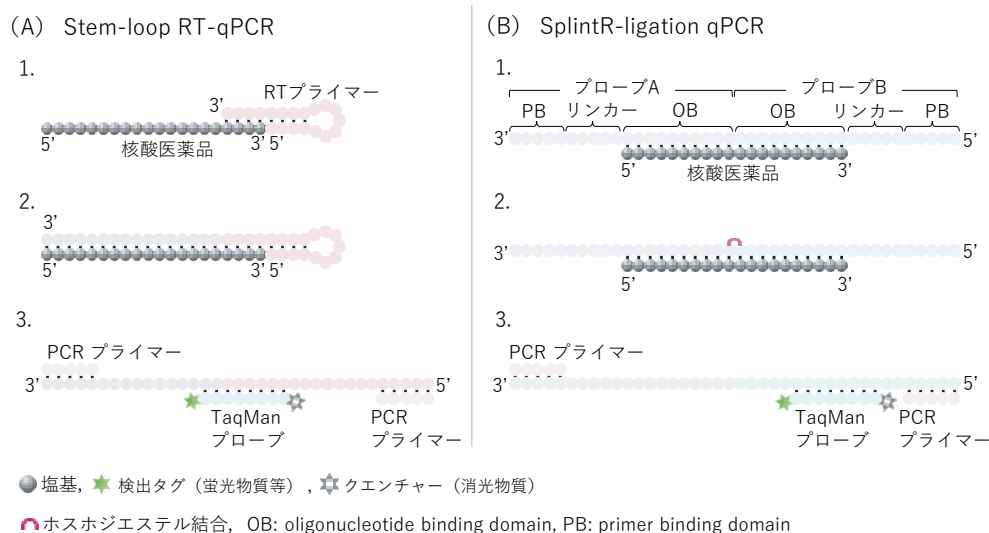 (A) Stem-loop RT-qPCR
1.
RTプライマー
3’
5’ 3’ 5’
核酸医薬品
2.
3’
5’ 3’ 5’
3.
PCR プライマー
3’ 5’
TaqMan
プローブ
PCR
プライマー
(B) SplintR-ligation qPCR
1.
プローブA プローブB
PB リンカー OB OB リンカー PB
3’ 5’
5’ 核酸医薬品 3’
2.
3’ 5’
5’ 3’
3.
PCR プライマー
3’ 5’
TaqMan
プローブ
PCR
プライマー
塩基, 検出タグ（蛍光物質等）, クエンチャー（消光物質）
ホスホジエステル結合, OB: oligonucleotide binding domain, PB: primer binding domain